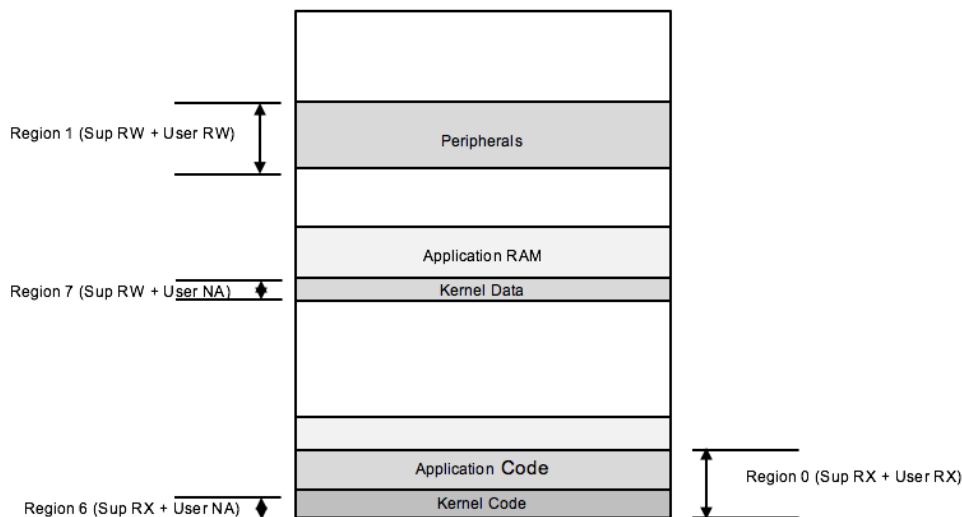 Region 1 (Sup RW + User RW)
Peripherals
Application RAM
Region 7 (Sup RW + User NA)
Kernel Data
Application Code
Region 0 (Sup RX + User RX)
Region 6 (Sup RX + User NA)
Kernel Code